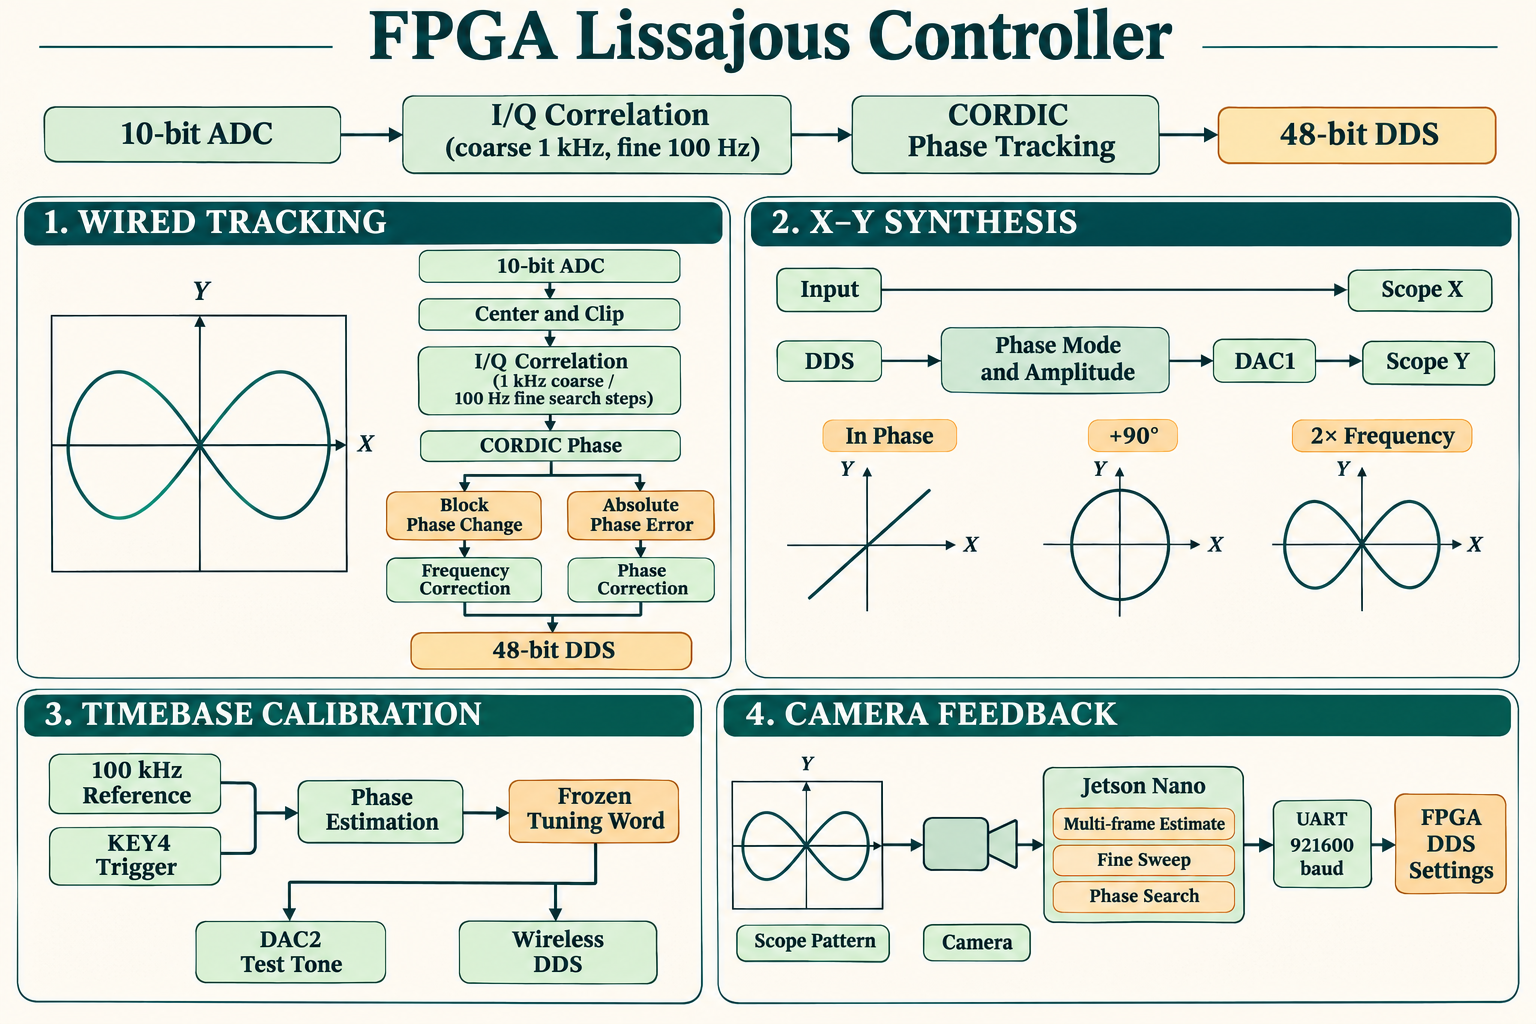 FPGA Lissajous Controller
10-bit ADC
I/Q Correlation
(coarse 1 kHz, fine 100 Hz)
CORDIC
Phase Tracking
48-bit DDS
1. WIRED TRACKING
Y
X
10-bit ADC
Center and Clip
I/Q Correlation
(1 kHz coarse /
100 Hz fine search steps)
CORDIC Phase
Block
Phase Change
Absolute
Phase Error
Frequency
Correction
Phase
Correction
48-bit DDS
2. X–Y SYNTHESIS
Input
Scope X
DDS
Phase Mode
and Amplitude
DAC1
Scope Y
In Phase
Y
X
+90°
Y
X
2× Frequency
Y
X
3. TIMEBASE CALIBRATION
100 kHz
Reference
KEY4
Trigger
Phase
Estimation
Frozen
Tuning Word
DAC2
Test Tone
Wireless
DDS
4. CAMERA FEEDBACK
Y
Scope Pattern
Camera
Jetson Nano
Multi-frame Estimate
Fine Sweep
Phase Search
UART
921600
baud
FPGA
DDS
Settings